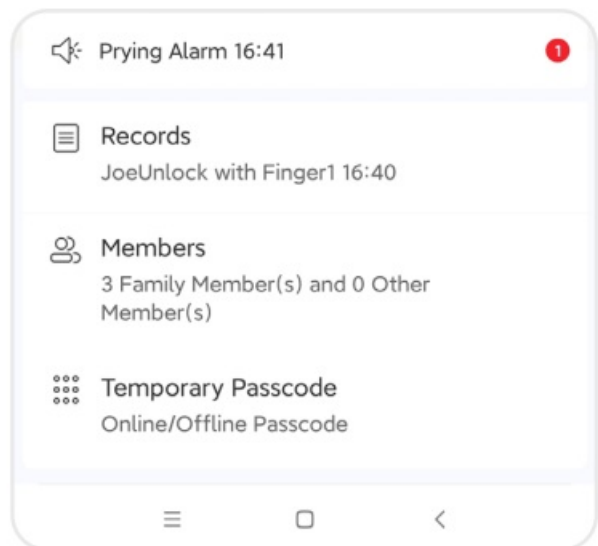 Prying Alarm 16:41
1
Records
JoeUnlock with Finger1 16:40
Members
3 Family Member(s) and 0 Other
Member(s)
Temporary Passcode
Online/Offline Passcode